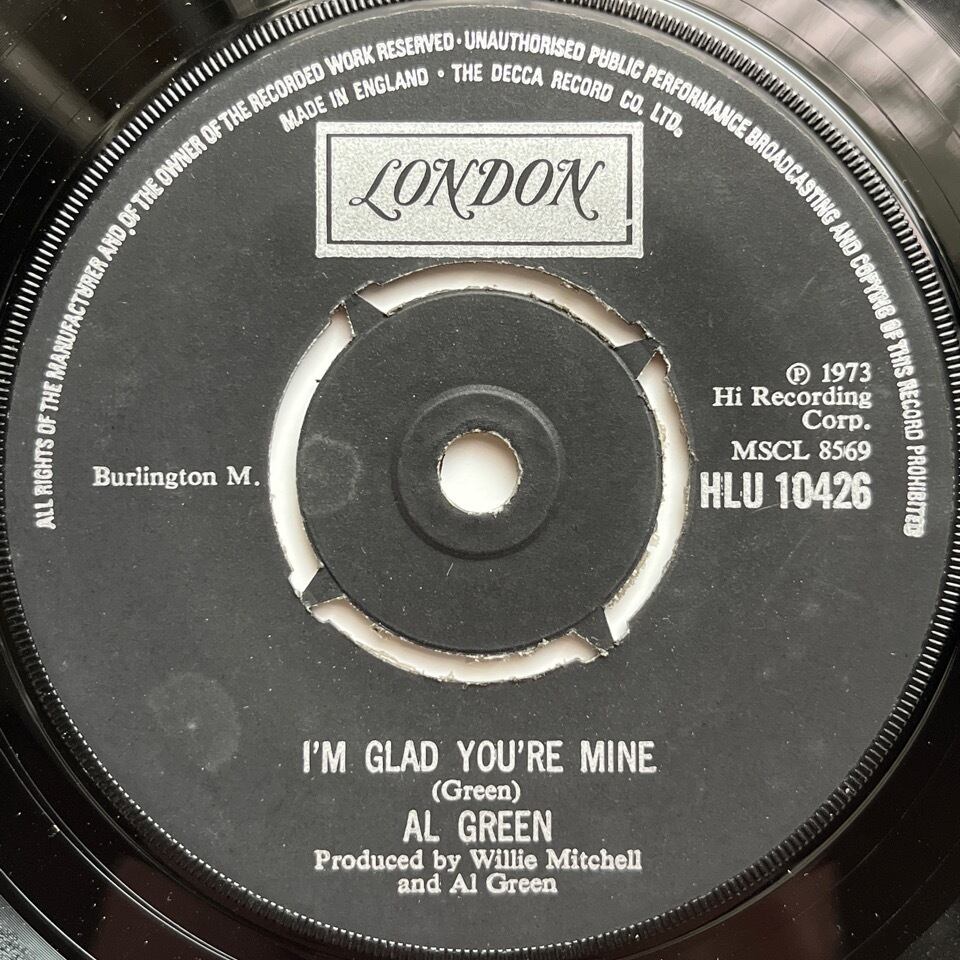 ALL RIGHTS OF THE MANUFACTURER AND OF THE OWNER OF THE RECORDED WORK RESERVED · UNAUTHORISED PUBLIC PERFORMANCE BROADCASTING AND COPYING OF THIS RECORD PROHIBITED
MADE IN ENGLAND · THE DECCA RECORD CO. LTD.
LONDON
℗ 1973
Hi Recording
Corp.
MSCL 8569
Burlington M.
HLU 10426
I'M GLAD YOU'RE MINE
(Green)
AL GREEN
Produced by Willie Mitchell
and Al Green